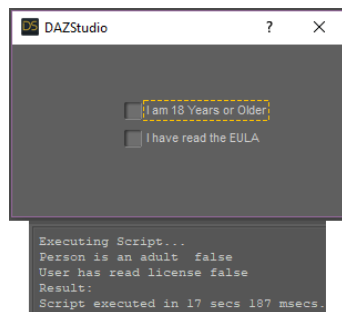 DS DAZStudio ? ×
I am 18 Years or Older
I have read the EULA
Executing Script...
Person is an adult  false
User has read license false
Result:
Script executed in 17 secs 187 msecs.